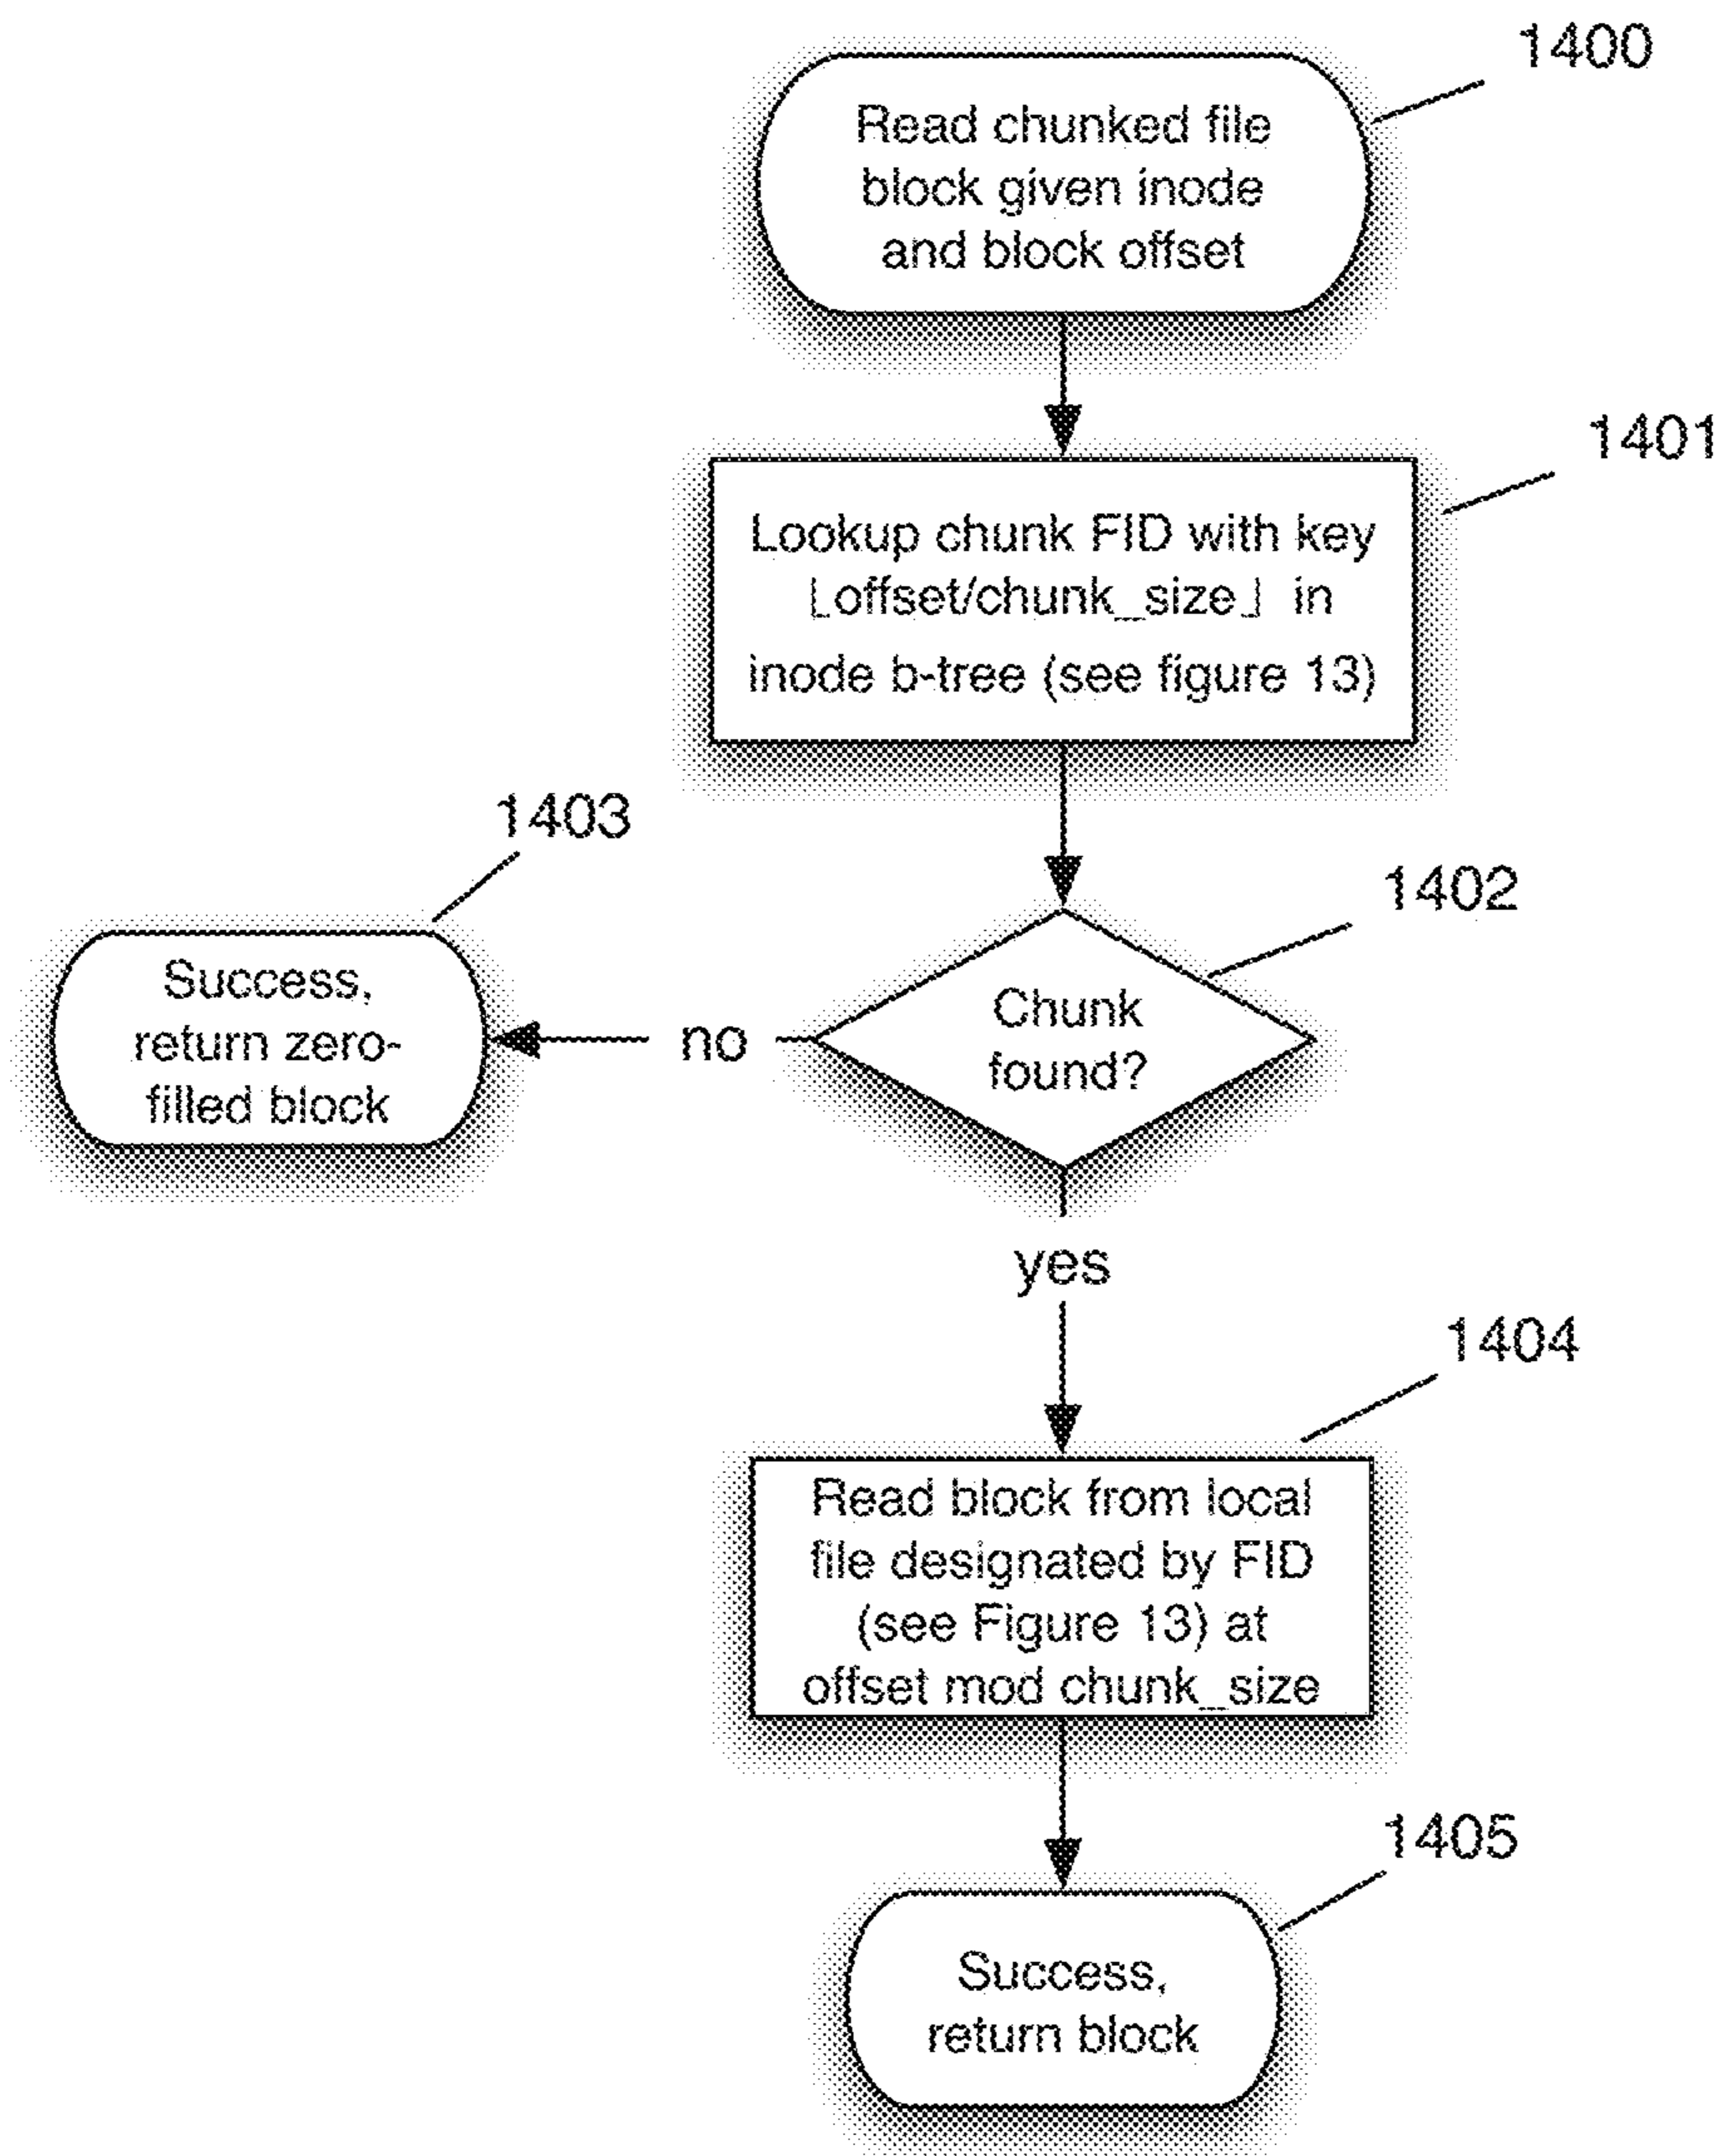 1400
Read chunked file
block given inode
and block offset
1401
Lookup chunk FID with key
⌊offset/chunk_size⌋ in
inode b-tree (see figure 13)
1403
1402
Success,
return zero-
filled block
no
Chunk
found?
yes
1404
Read block from local
file designated by FID
(see Figure 13) at
offset mod chunk_size
1405
Success,
return block